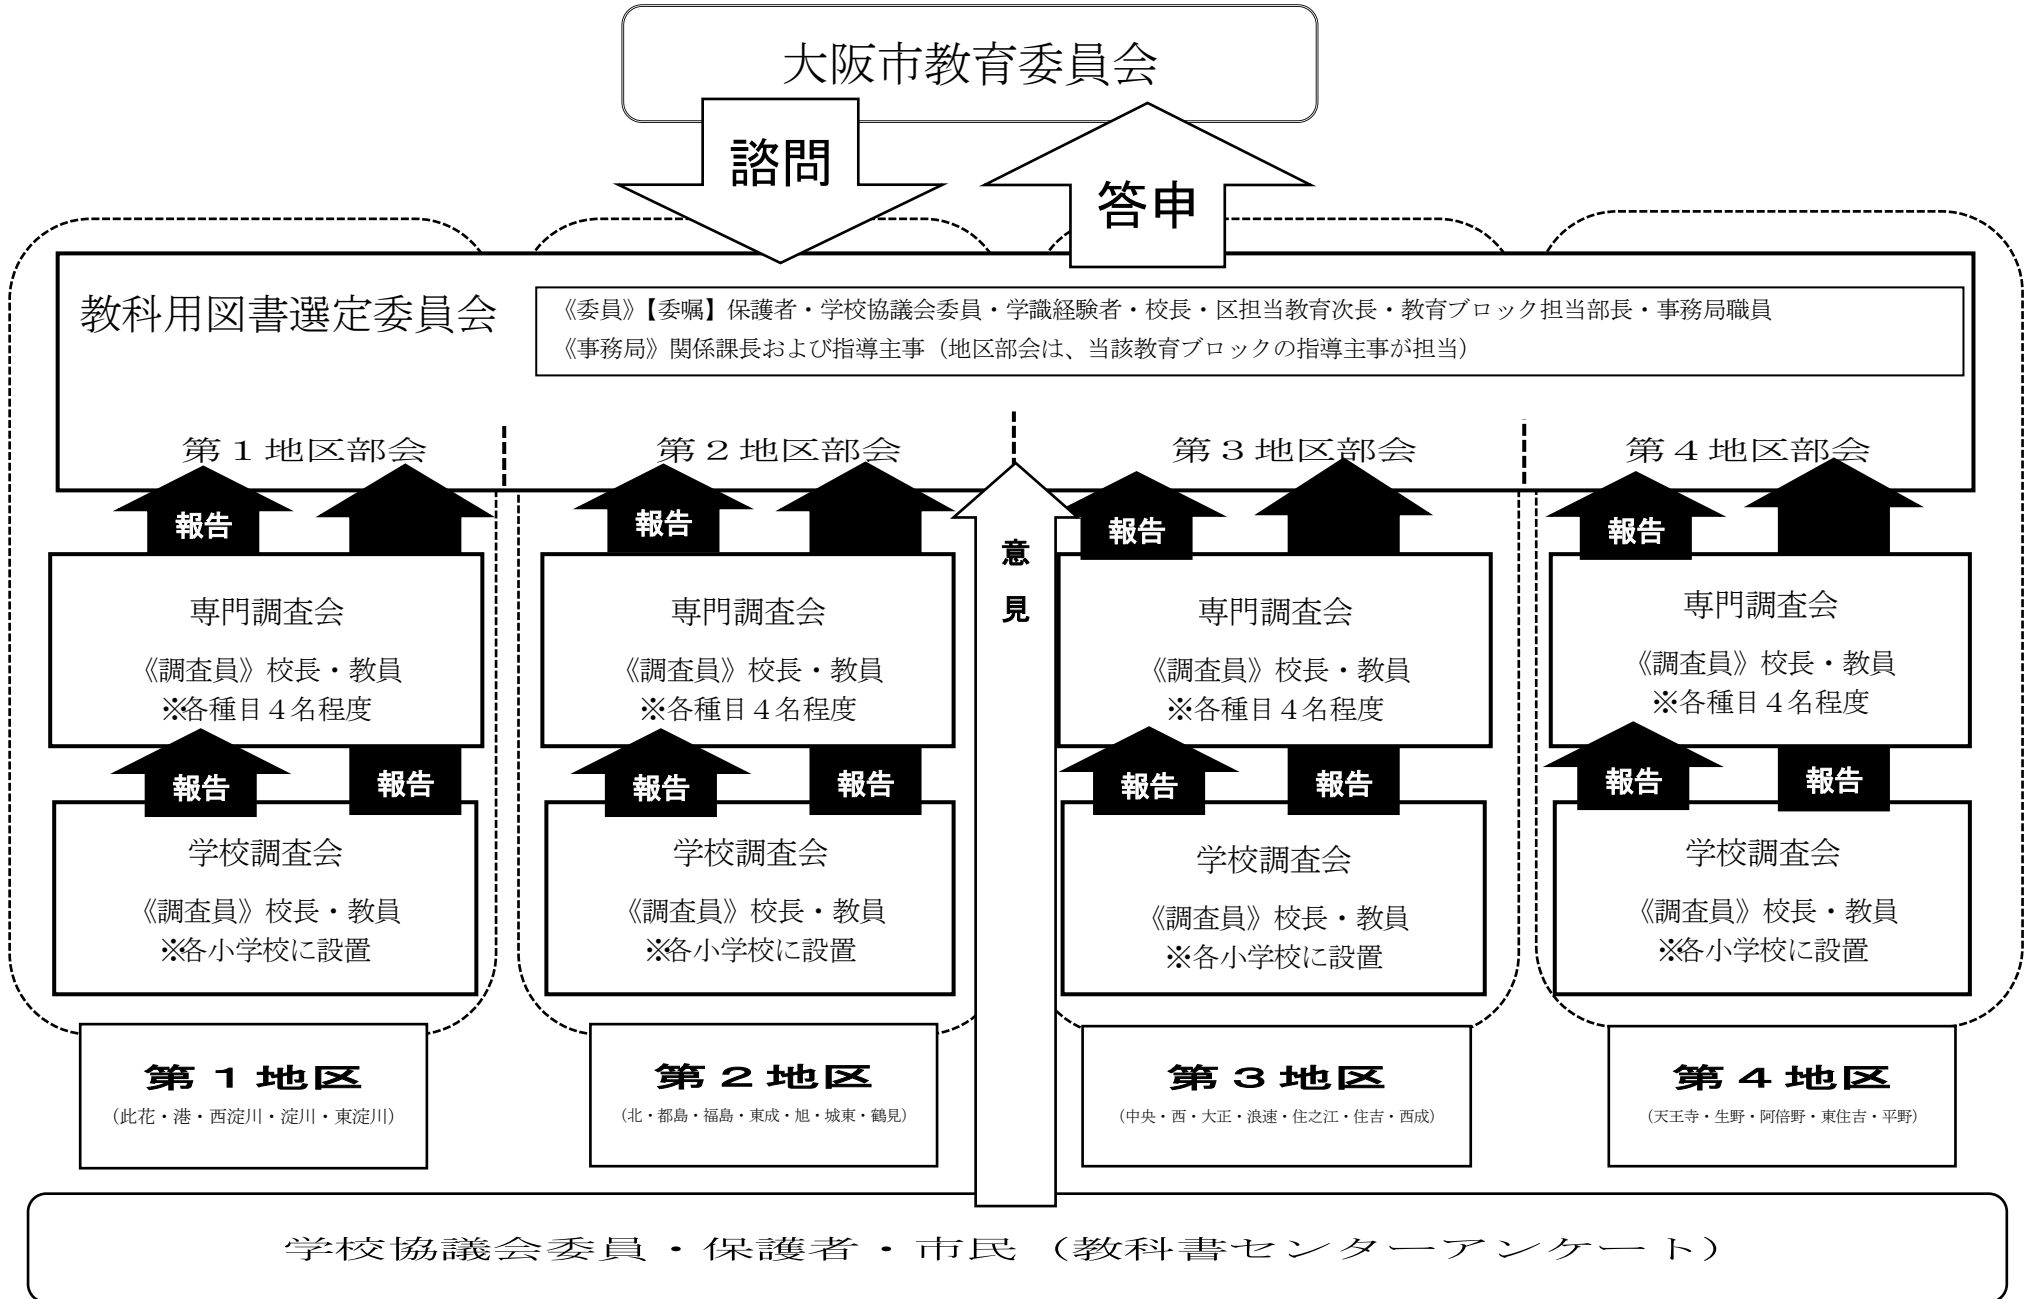 大阪市教育委員会
諮問
答申
教科用図書選定委員会
《委員》【委嘱】保護者・学校協議会委員・学識経験者・校長・区担当教育次長・教育ブロック担当部長・事務局職員
《事務局》関係課長および指導主事（地区部会は、当該教育ブロックの指導主事が担当）
第１地区部会
第２地区部会
第３地区部会
第４地区部会
報告
報告
報告
報告
意見
専門調査会
《調査員》校長・教員
※各種目４名程度
専門調査会
《調査員》校長・教員
※各種目４名程度
専門調査会
《調査員》校長・教員
※各種目４名程度
専門調査会
《調査員》校長・教員
※各種目４名程度
報告
報告
報告
報告
報告
報告
報告
報告
学校調査会
《調査員》校長・教員
※各小学校に設置
学校調査会
《調査員》校長・教員
※各小学校に設置
学校調査会
《調査員》校長・教員
※各小学校に設置
学校調査会
《調査員》校長・教員
※各小学校に設置
第１地区
（此花・港・西淀川・淀川・東淀川）
第２地区
（北・都島・福島・東成・旭・城東・鶴見）
第３地区
（中央・西・大正・浪速・住之江・住吉・西成）
第４地区
（天王寺・生野・阿倍野・東住吉・平野）
学校協議会委員・保護者・市民（教科書センターアンケート）